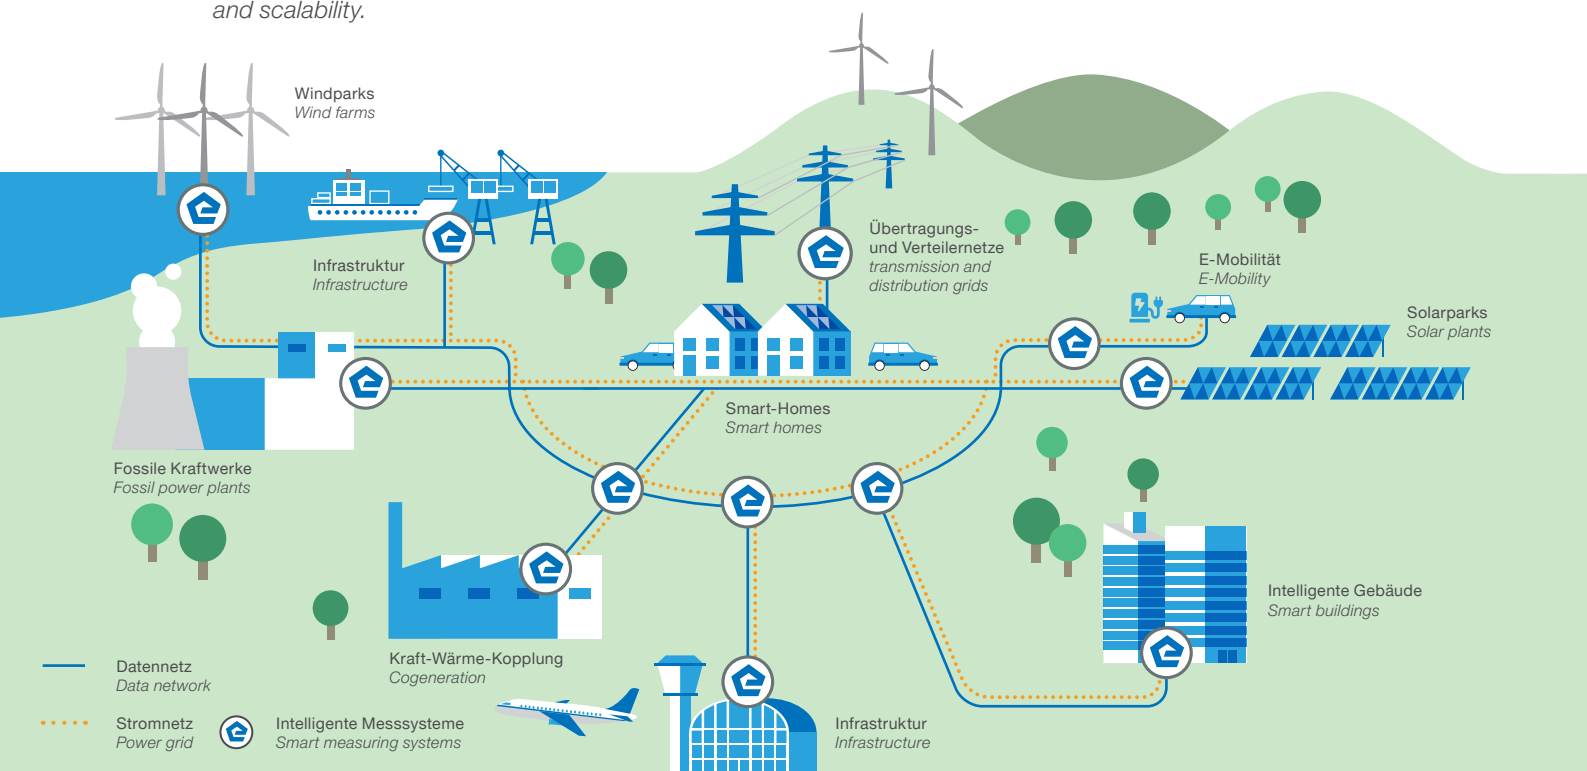 and scalability.
Windparks
Wind farms
Infrastruktur
Infrastructure
Übertragungs-
und Verteilernetze
transmission and
distribution grids
E-Mobilität
E-Mobility
Solarparks
Solar plants
Smart-Homes
Smart homes
Fossile Kraftwerke
Fossil power plants
Intelligente Gebäude
Smart buildings
Kraft-Wärme-Kopplung
Cogeneration
Infrastruktur
Infrastructure
Datennetz
Data network
Stromnetz
Power grid
Intelligente Messsysteme
Smart measuring systems